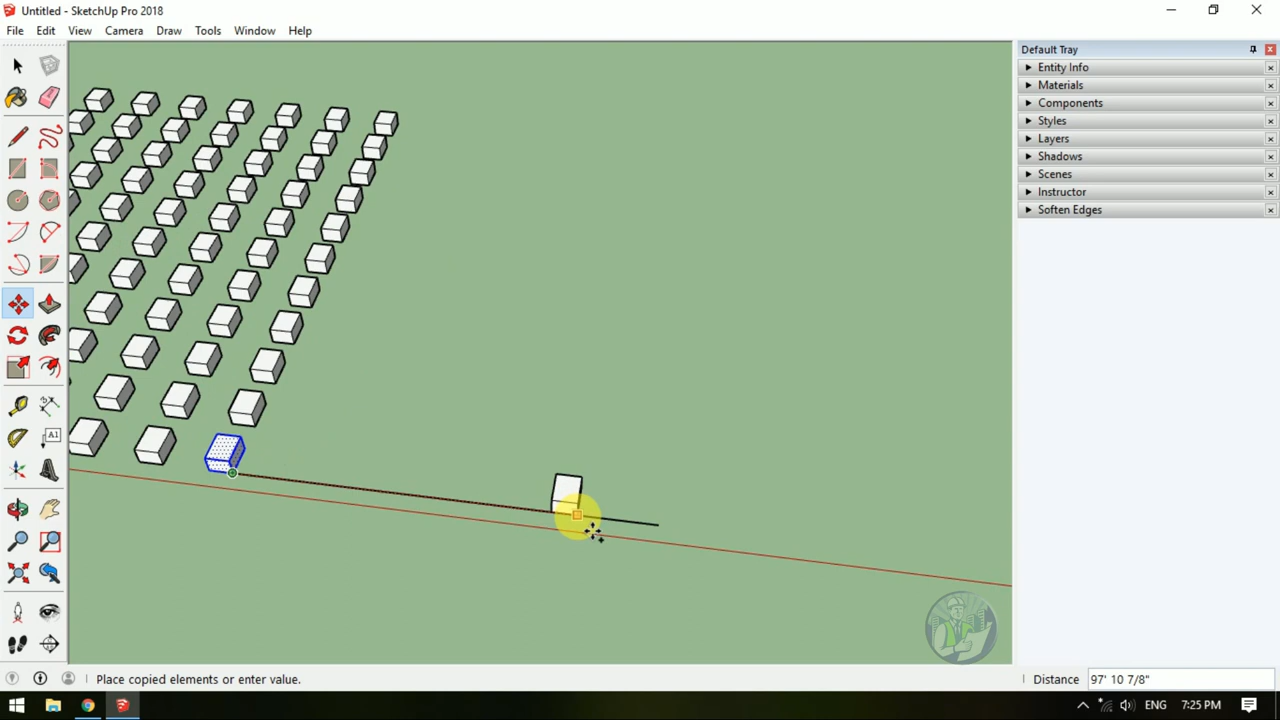 Untitled - SketchUp Pro 2018
File Edit View Camera Draw Tools Window Help
Default Tray
Entity Info
Materials
Components
Styles
Layers
Shadows
Scenes
Instructor
Soften Edges
A1
Place copied elements or enter value.
Distance 97' 10 7/8"
ENG 7:25 PM